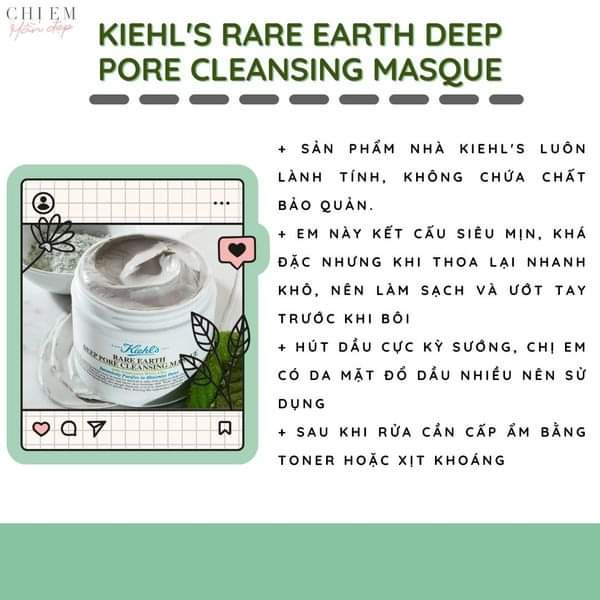 CHI EM
Hồn đẹp
KIEHL'S RARE EARTH DEEP
PORE CLEANSING MASQUE
+ SẢN PHẨM NHÀ KIEHL'S LUÔN
LÀNH TÍNH, KHÔNG CHỨA CHẤT
BẢO QUẢN.
+ EM NÀY KẾT CẤU SIÊU MỊN, KHÁ
ĐẶC NHƯNG KHI THOA LẠI NHANH
KHÔ, NÊN LÀM SẠCH VÀ ƯỚT TAY
TRƯỚC KHI BÔI
+ HÚT DẦU CỰC KỲ SƯỚNG, CHỊ EM
CÓ DA MẶT ĐỔ DẦU NHIỀU NÊN SỬ
DỤNG
+ SAU KHI RỬA CẦN CẤP ẨM BẰNG
TONER HOẶC XỊT KHOÁNG
Kiehl's
RARE EARTH
DEEP PORE CLEANSING MA